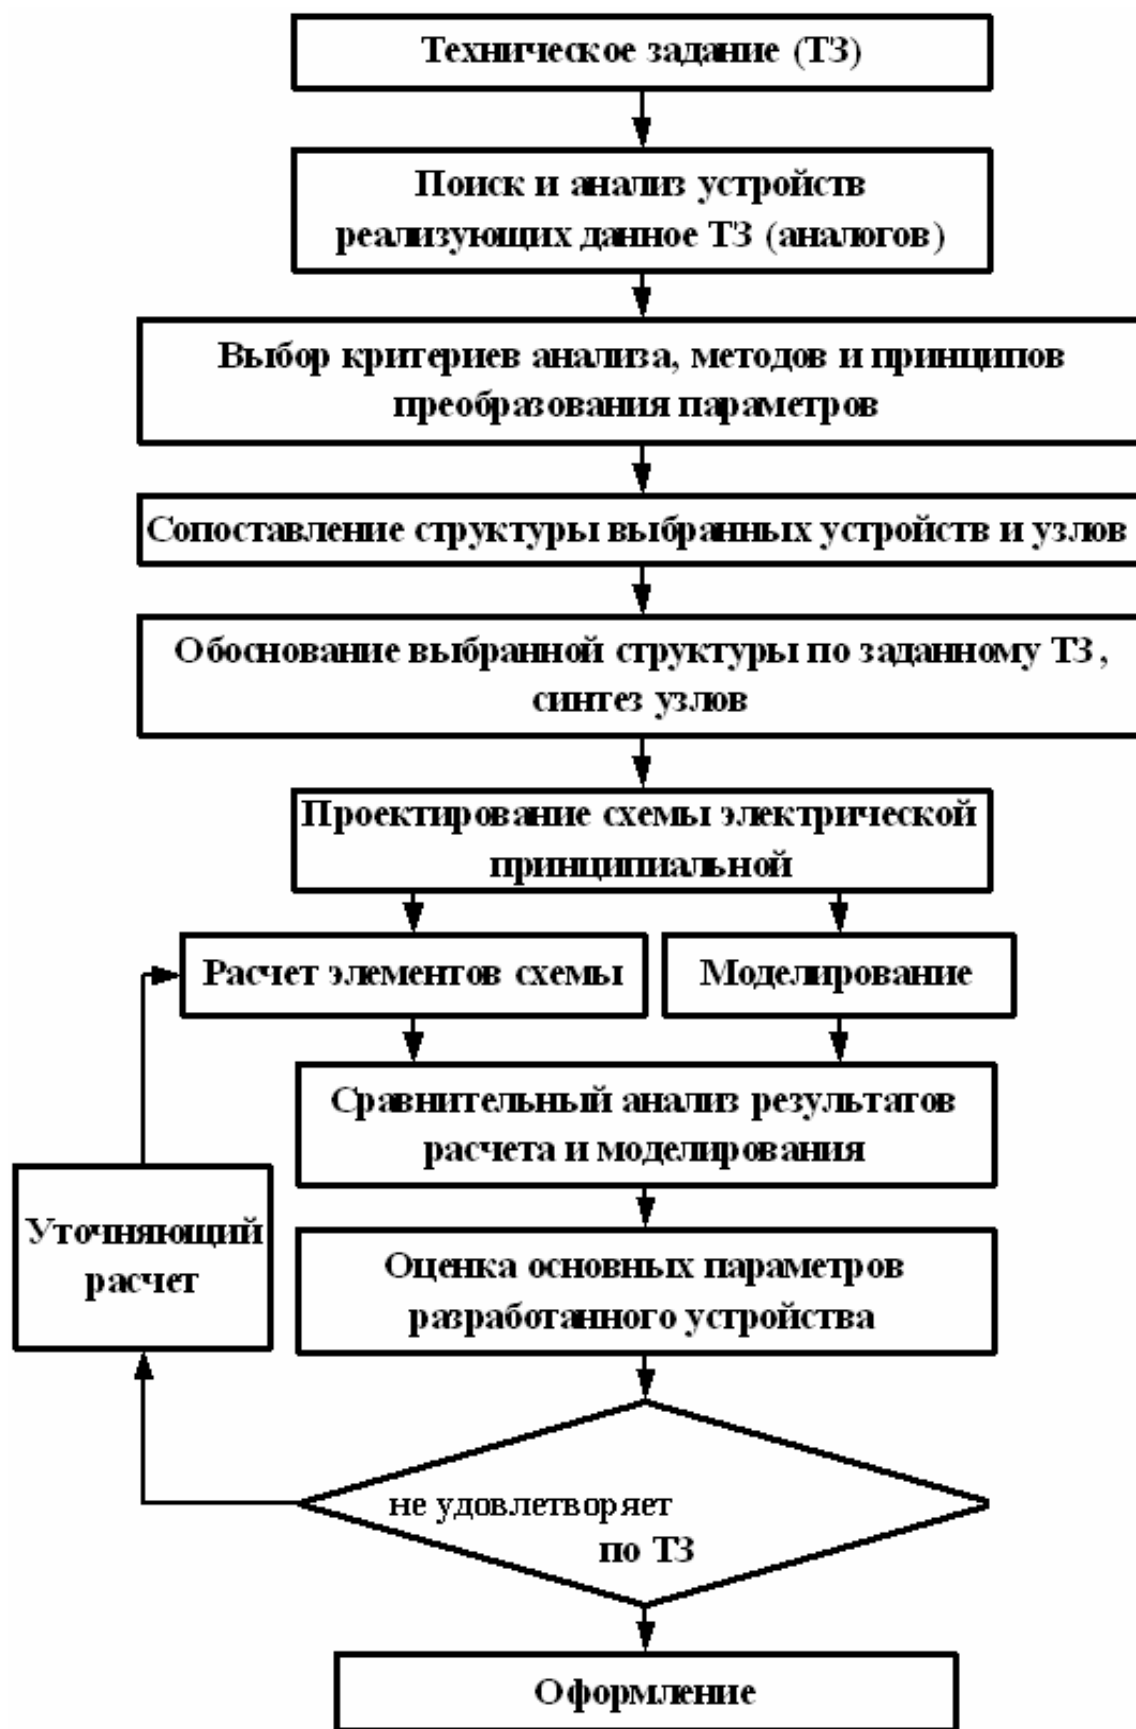 Техническое задание (ТЗ)
Поиск и анализ устройств
реализующих данное ТЗ (аналогов)
Выбор критериев анализа, методов и принципов
преобразования параметров
Сопоставление структуры выбранных устройств и узлов
Обоснование выбранной структуры по заданному ТЗ,
синтез узлов
Проектирование схемы электрической
принципиальной
Расчет элементов схемы
Моделирование
Сравнительный анализ результатов
расчета и моделирования
Уточняющий
расчет
Оценка основных параметров
разработанного устройства
не удовлетворяет
по ТЗ
Оформление